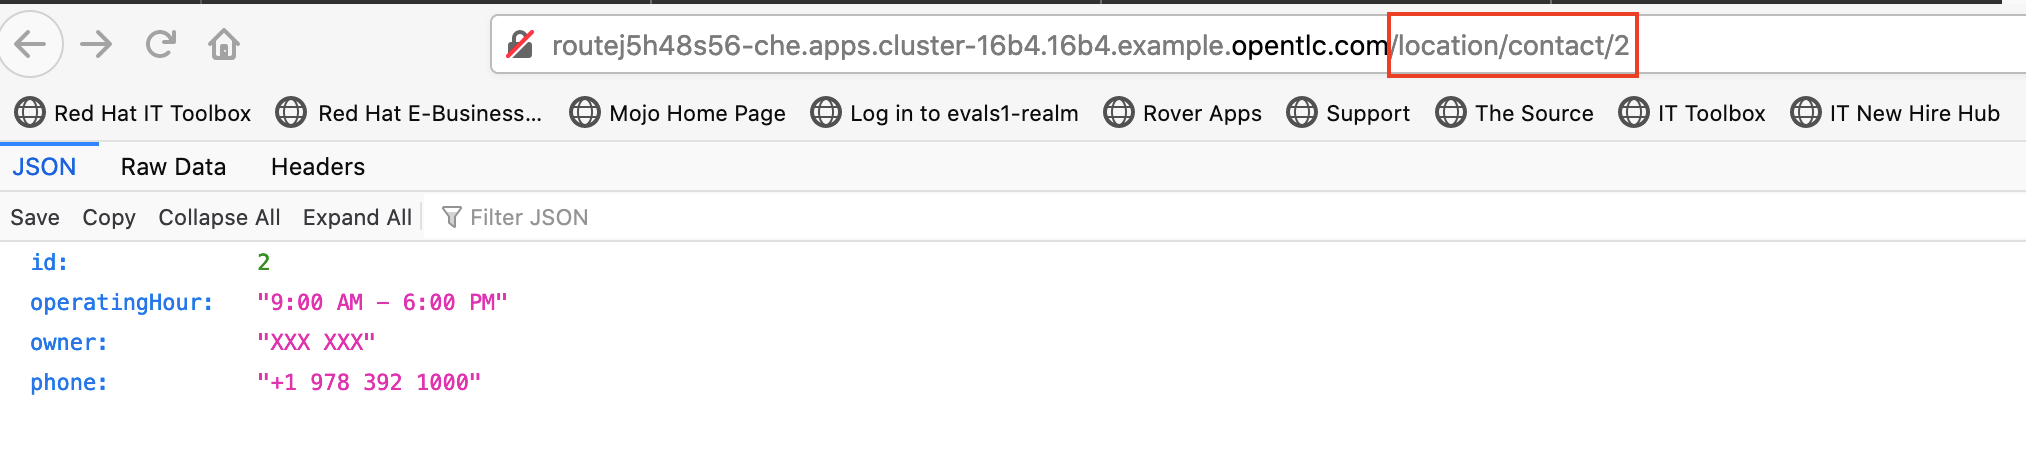 routej5h48s56-che.apps.cluster-16b4.16b4.example.opentlc.com/location/contact/2
Red Hat IT Toolbox Red Hat E-Business... Mojo Home Page Log in to evals1-realm Rover Apps Support The Source IT Toolbox IT New Hire Hub
JSON Raw Data Headers
Save Copy Collapse All Expand All Filter JSON
id: 2
operatingHour: "9:00 AM - 6:00 PM"
owner: "XXX XXX"
phone: "+1 978 392 1000"